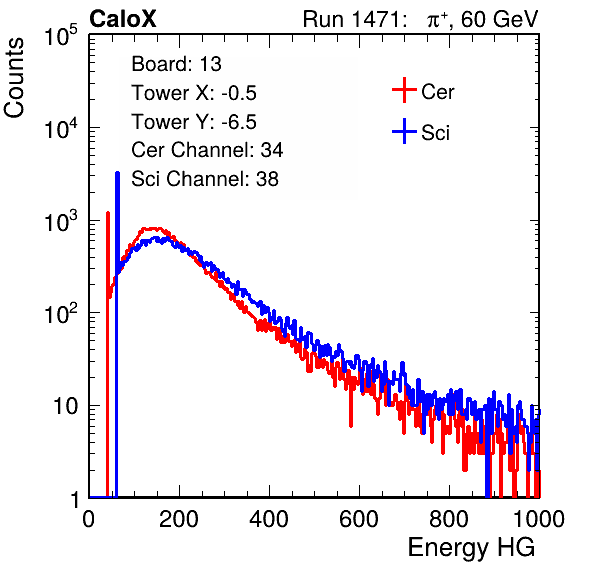 CaloX Run 1471: π⁺, 60 GeV
Counts
10⁵
10⁴
10³
10²
10
1
Board: 13
Tower X: -0.5
Tower Y: -6.5
Cer Channel: 34
Sci Channel: 38
Cer
Sci
0 200 400 600 800 1000
Energy HG